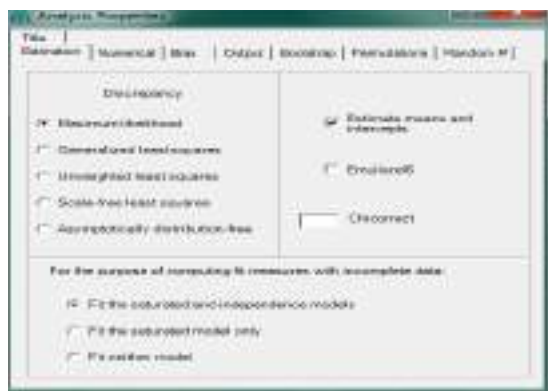 Analysis Properties
Title
Estimation | Numerical | Bias | Output | Bootstrap | Permutations | Random # |
Discrepancy
Maximum likelihood
Generalized least squares
Unweighted least squares
Scale-free least squares
Asymptotically distribution-free
Estimate means and
intercepts
Emulisrel6
Chicorrect
For the purpose of computing fit measures with incomplete data:
Fit the saturated and independence models
Fit the saturated model only
Fit neither model